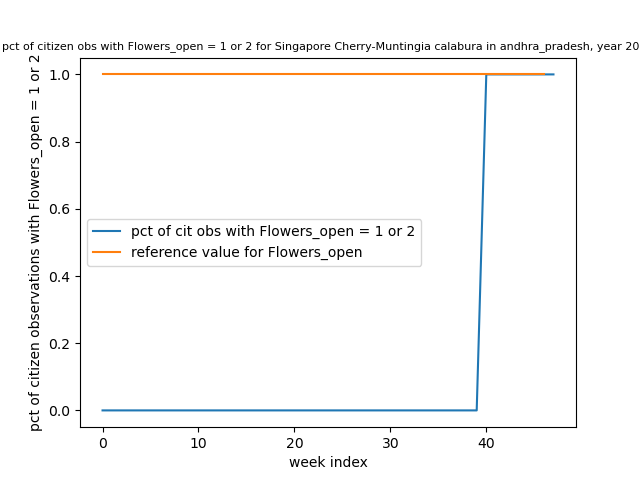 pct of citizen obs with Flowers_open = 1 or 2 for Singapore Cherry-Muntingia calabura in andhra_pradesh, year 20
pct of citizen observations with Flowers_open = 1 or 2
1.0
0.8
0.6
0.4
0.2
0.0
pct of cit obs with Flowers_open = 1 or 2
reference value for Flowers_open
0
10
20
30
40
week index